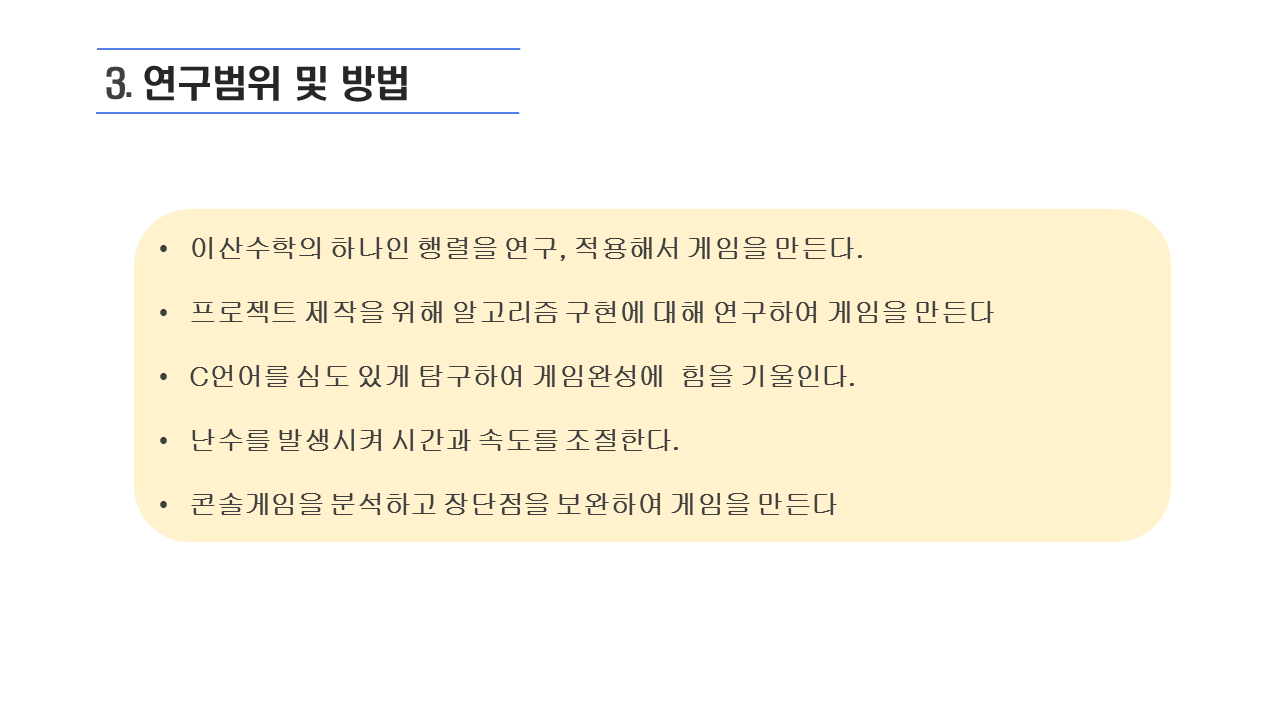 3. 연구범위 및 방법
• 이산수학의 하나인 행렬을 연구, 적용해서 게임을 만든다.
• 프로젝트 제작을 위해 알고리즘 구현에 대해 연구하여 게임을 만든다
• C언어를 심도 있게 탐구하여 게임완성에  힘을 기울인다.
• 난수를 발생시켜 시간과 속도를 조절한다.
• 콘솔게임을 분석하고 장단점을 보완하여 게임을 만든다